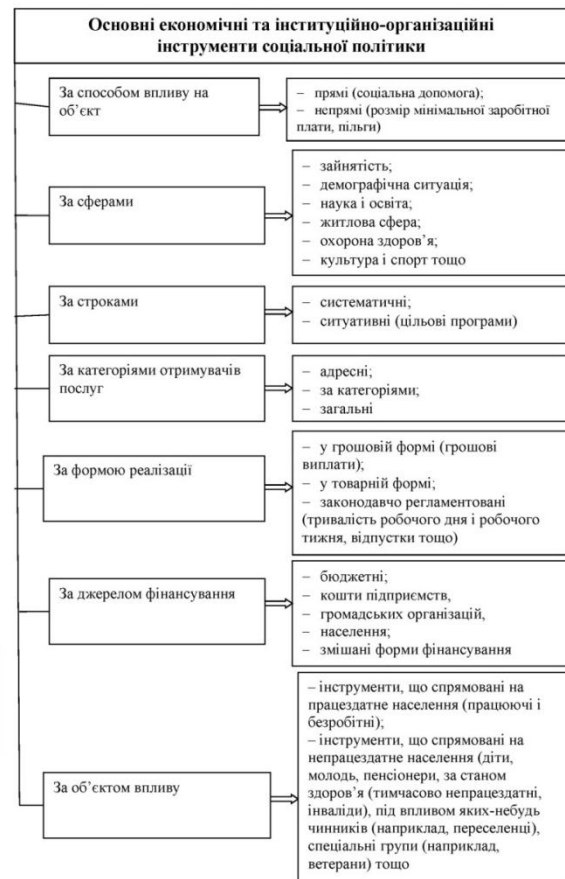 Основні економічні та інституційно-організаційні
інструменти соціальної політики
За способом впливу на
об’єкт
– прямі (соціальна допомога);
– непрямі (розмір мінімальної заробітної
плати, пільги)
За сферами
– зайнятість;
– демографічна ситуація;
– наука і освіта;
– житлова сфера;
– охорона здоров’я;
– культура і спорт тощо
За строками
– систематичні;
– ситуативні (цільові програми)
За категоріями отримувачів
послуг
– адресні;
– за категоріями;
– загальні
За формою реалізації
– у грошовій формі (грошові
виплати);
– у товарній формі;
– законодавчо регламентовані
(тривалість робочого дня і робочого
тижня, відпустки тощо)
За джерелом фінансування
– бюджетні;
– кошти підприємств,
– громадських організацій,
– населення;
– змішані форми фінансування
За об’єктом впливу
– інструменти, що спрямовані на
працездатне населення (працюючі і
безробітні);
– інструменти, що спрямовані на
непрацездатне населення (діти,
молодь, пенсіонери, за станом
здоров’я (тимчасово непрацездатні,
інваліди), під впливом яких-небудь
чинників (наприклад, переселенці),
спеціальні групи (наприклад,
ветерани) тощо